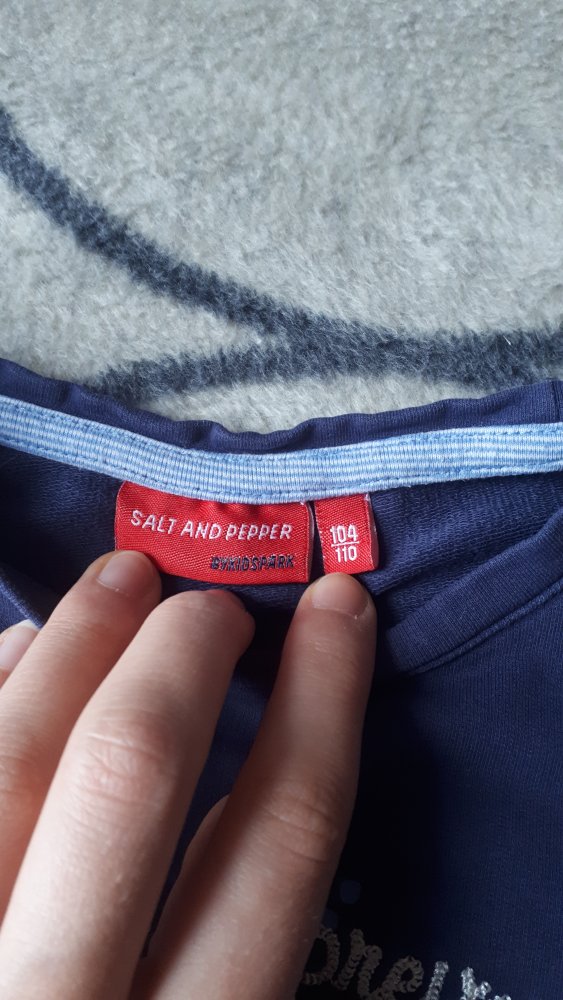 SALT AND PEPPER
BYKIDSPARK
104
110